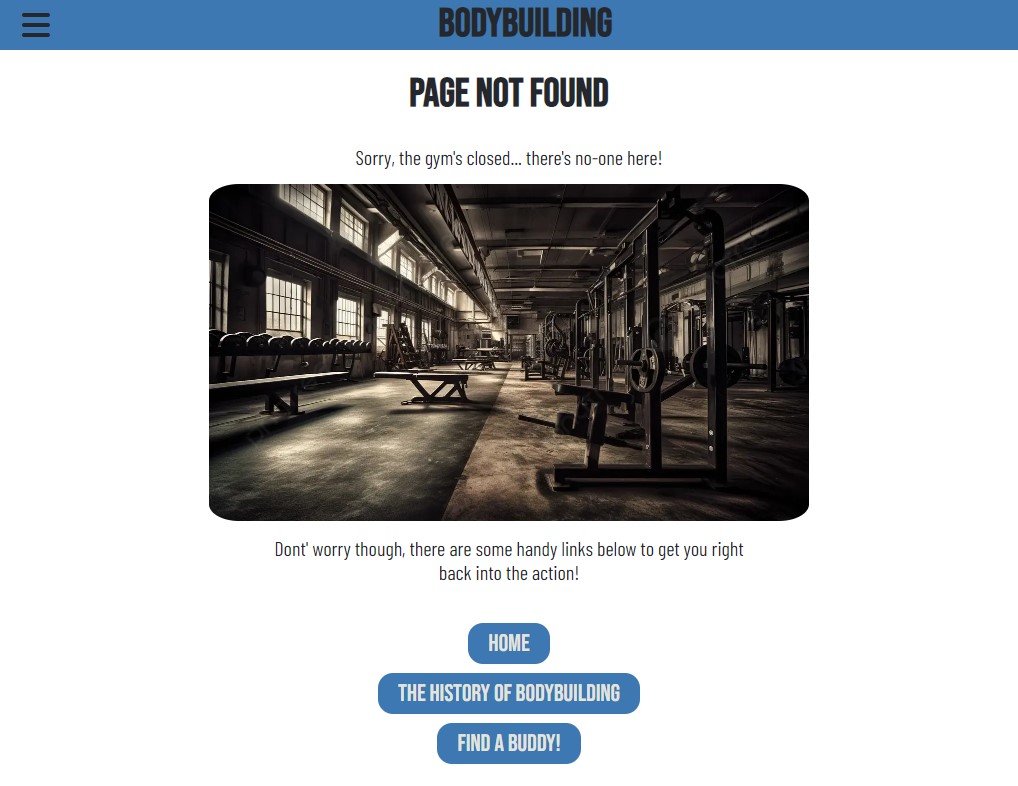 BODYBUILDING
PAGE NOT FOUND
Sorry, the gym's closed... there's no-one here!
Dont' worry though, there are some handy links below to get you right
back into the action!
HOME
THE HISTORY OF BODYBUILDING
FIND A BUDDY!